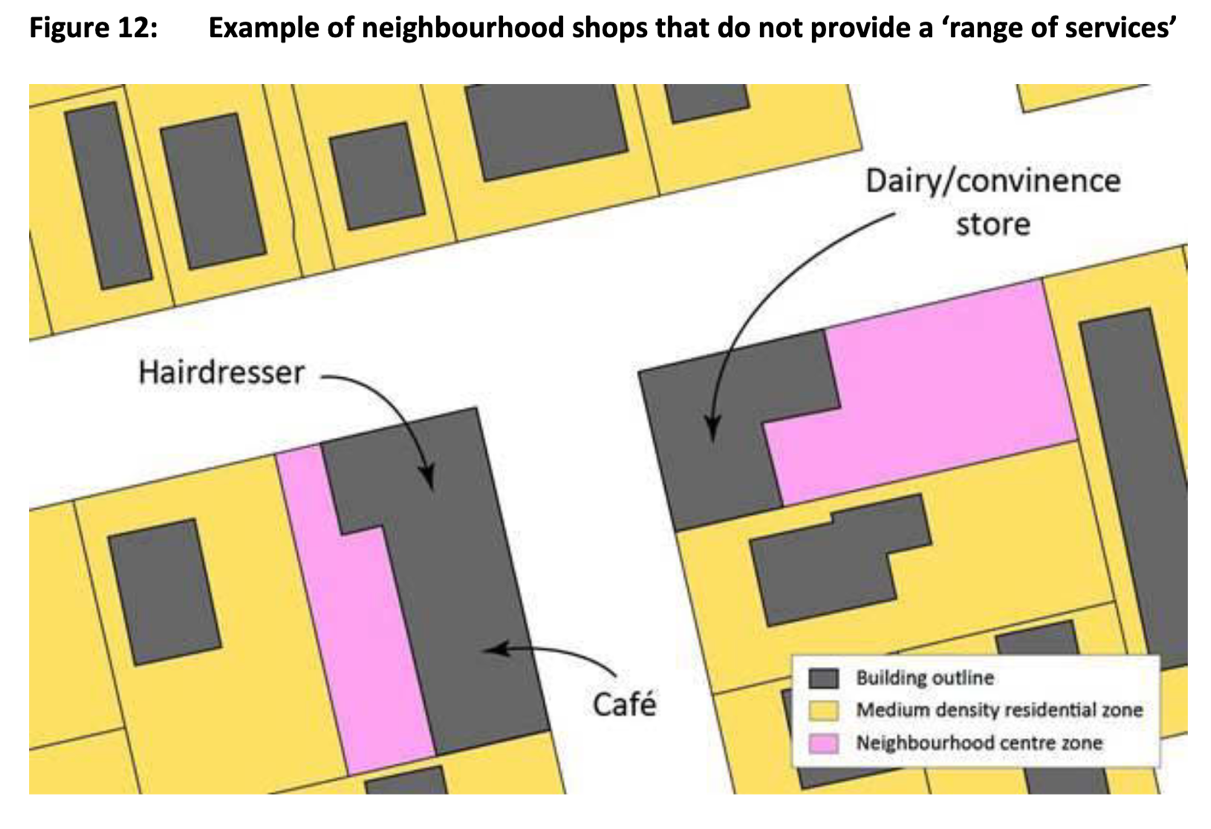 Figure 12: Example of neighbourhood shops that do not provide a ‘range of services’
Dairy/convinence
store
Hairdresser
Café
Building outline
Medium density residential zone
Neighbourhood centre zone